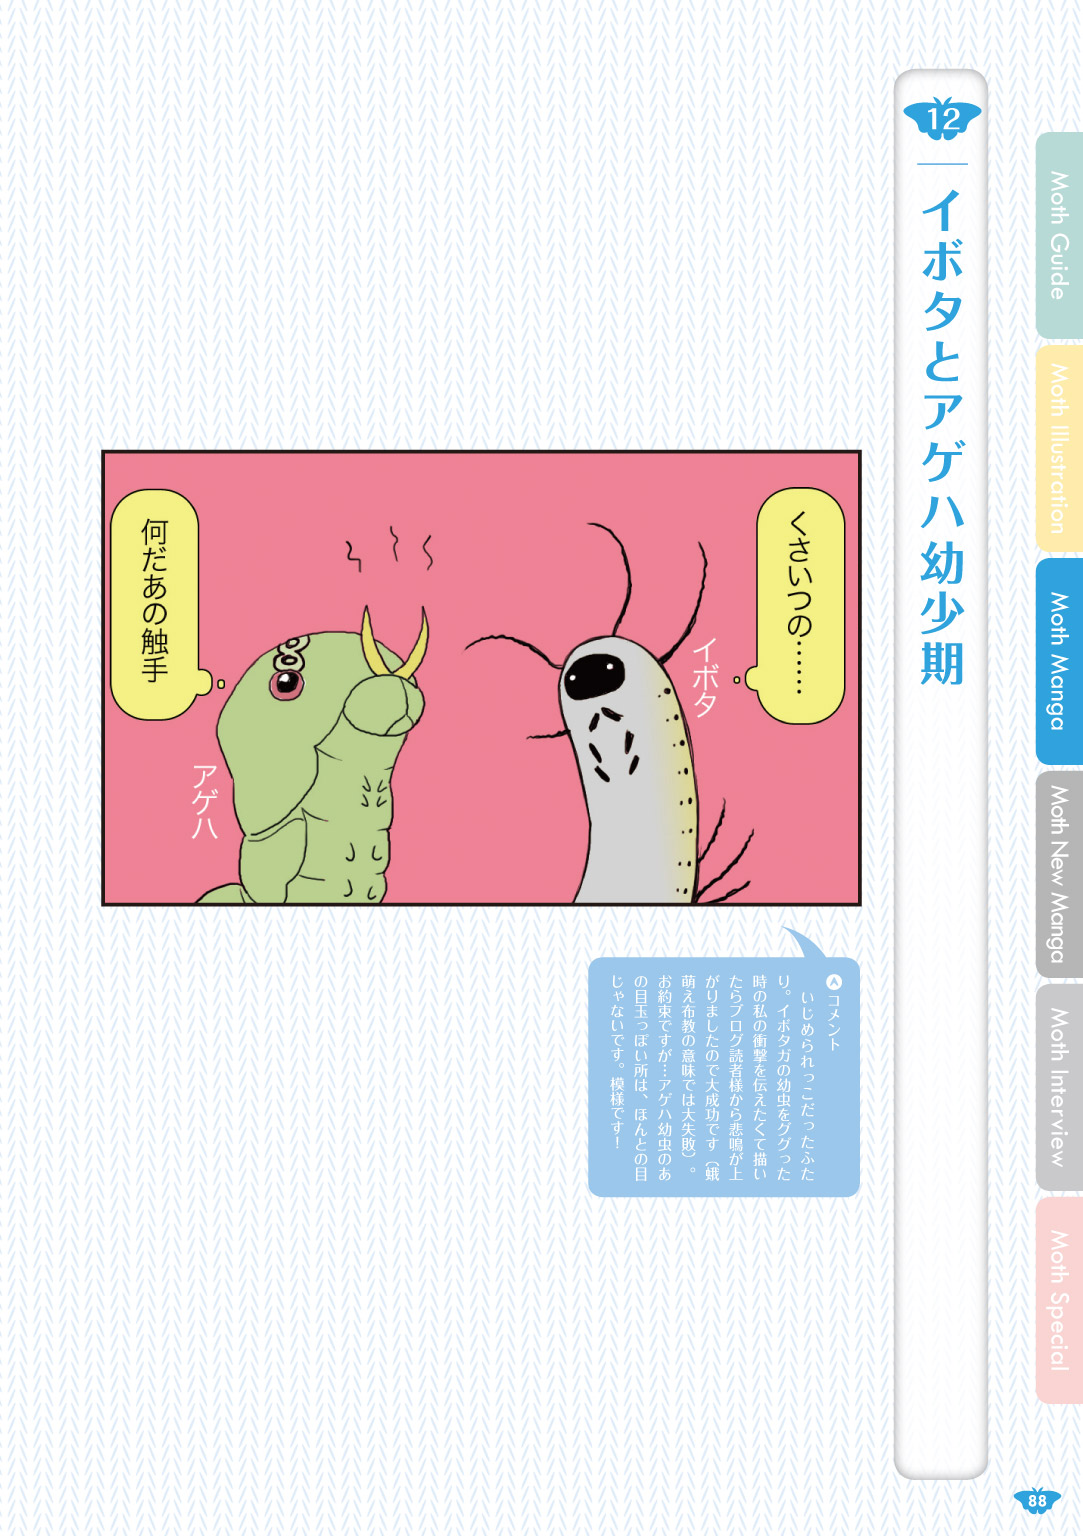 12
イボタとアゲハ幼少期
くさいつの……
イボタ
何だあの触手
アゲハ
コメント
いじめられっこだったふた
り。イボタガの幼虫をググった
時の私の衝撃を伝えたくて描い
たらブログ読者様から悲鳴が上
がりましたので大成功です（蛾
萌え布教の意味では大失敗）。
お約束ですが…アゲハ幼虫のあ
の目玉っぽい所は、ほんとの目
じゃないです。模様です！
Moth Guide
Moth Illustration
Moth Manga
Moth New Manga
Moth Interview
Moth Special
88